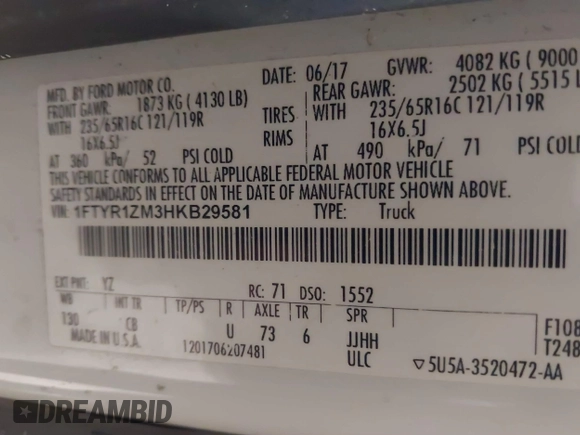 MFD. BY FORD MOTOR CO.
DATE: 06/17
GVWR: 4082 KG ( 9000
FRONT GAWR: 1873 KG ( 4130 LB)
REAR GAWR: 2502 KG ( 5515 L
WITH 235/65R16C 121/119R
TIRES
WITH 235/65R16C 121/119R
16X6.5J
RIMS
16X6.5J
AT 360 kPa/ 52 PSI COLD
AT 490 kPa/ 71 PSI COLD
THIS VEHICLE CONFORMS TO ALL APPLICABLE FEDERAL MOTOR VEHICLE
SAFETY STANDARDS IN EFFECT ON THE DATE OF MANUFACTURE SHOWN ABOVE.
VIN: 1FTYR1ZM3HKB29581
TYPE: Truck
EXT PNT: YZ
RC: 71 DSO: 1552
WB INT TR TP/PS R AXLE TR SPR
130 CB U 73 6 JJHH
F108
MADE IN U.S.A.
1201706207481
ULC
T248
▽5U5A-3520472-AA
DREAMBID